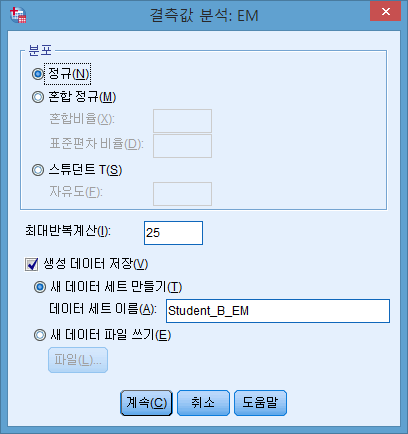 결측값 분석: EM
분포
정규(N)
혼합 정규(M)
혼합비율(X):
표준편차 비율(D):
스튜던트 T(S)
자유도(F):
최대반복계산(I): 25
생성 데이터 저장(V)
새 데이터 세트 만들기(T)
데이터 세트 이름(A): Student_B_EM
새 데이터 파일 쓰기(E)
파일(L)...
계속(C) 취소 도움말